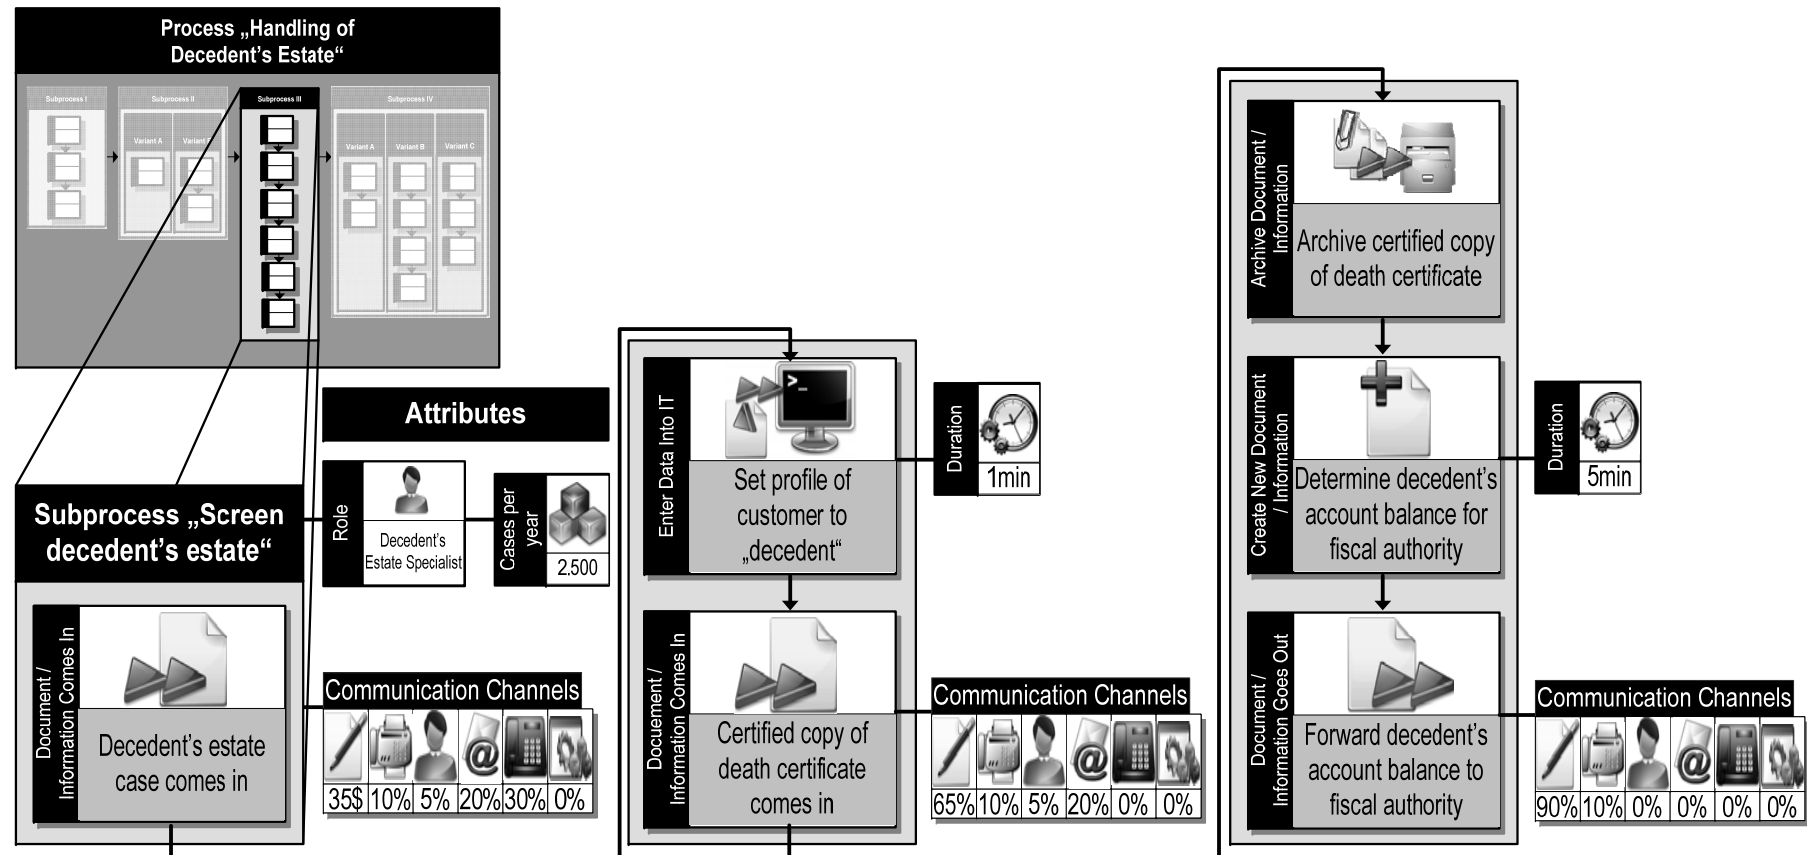 Process „Handling of
Decedent's Estate“
Subprocess I
Subprocess II
Subprocess III
Subprocess IV
Variant A
Variant A
Variant B
Variant C
Attributes
Role
Decedent's
Estate Specialist
Cases per
year
2.500
Subprocess „Screen
decedent's estate“
Document /
Information Comes In
Decedent's estate
case comes in
Communication Channels
35$ 10% 5% 20% 30% 0%
Enter Data Into IT
Set profile of
customer to
„decedent“
Duration
1min
Docuement /
Information Comes In
Certified copy of
death certificate
comes in
Communication Channels
65% 10% 5% 20% 0% 0%
Archive Document /
Information
Archive certified copy
of death certificate
Create New Document
/ Information
Determine decedent's
account balance for
fiscal authority
Duration
5min
Document /
Information Goes Out
Forward decedent's
account balance to
fiscal authority
Communication Channels
90% 10% 0% 0% 0% 0%